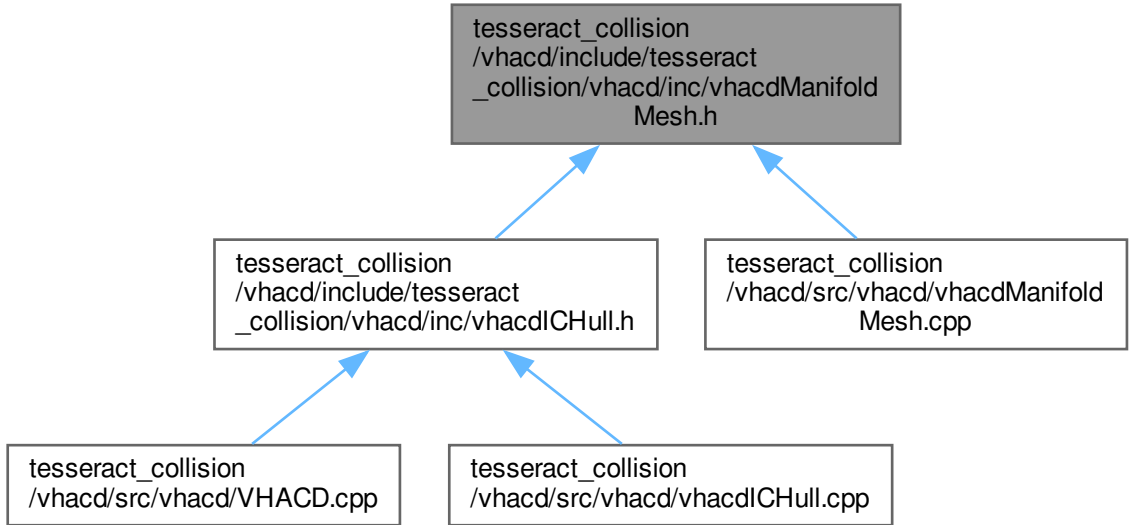 tesseract_collision
/vhacd/include/tesseract
_collision/vhacd/inc/vhacdManifold
Mesh.h
tesseract_collision
/vhacd/include/tesseract
_collision/vhacd/inc/vhacdICHull.h
tesseract_collision
/vhacd/src/vhacd/vhacdManifold
Mesh.cpp
tesseract_collision
/vhacd/src/vhacd/VHACD.cpp
tesseract_collision
/vhacd/src/vhacd/vhacdICHull.cpp